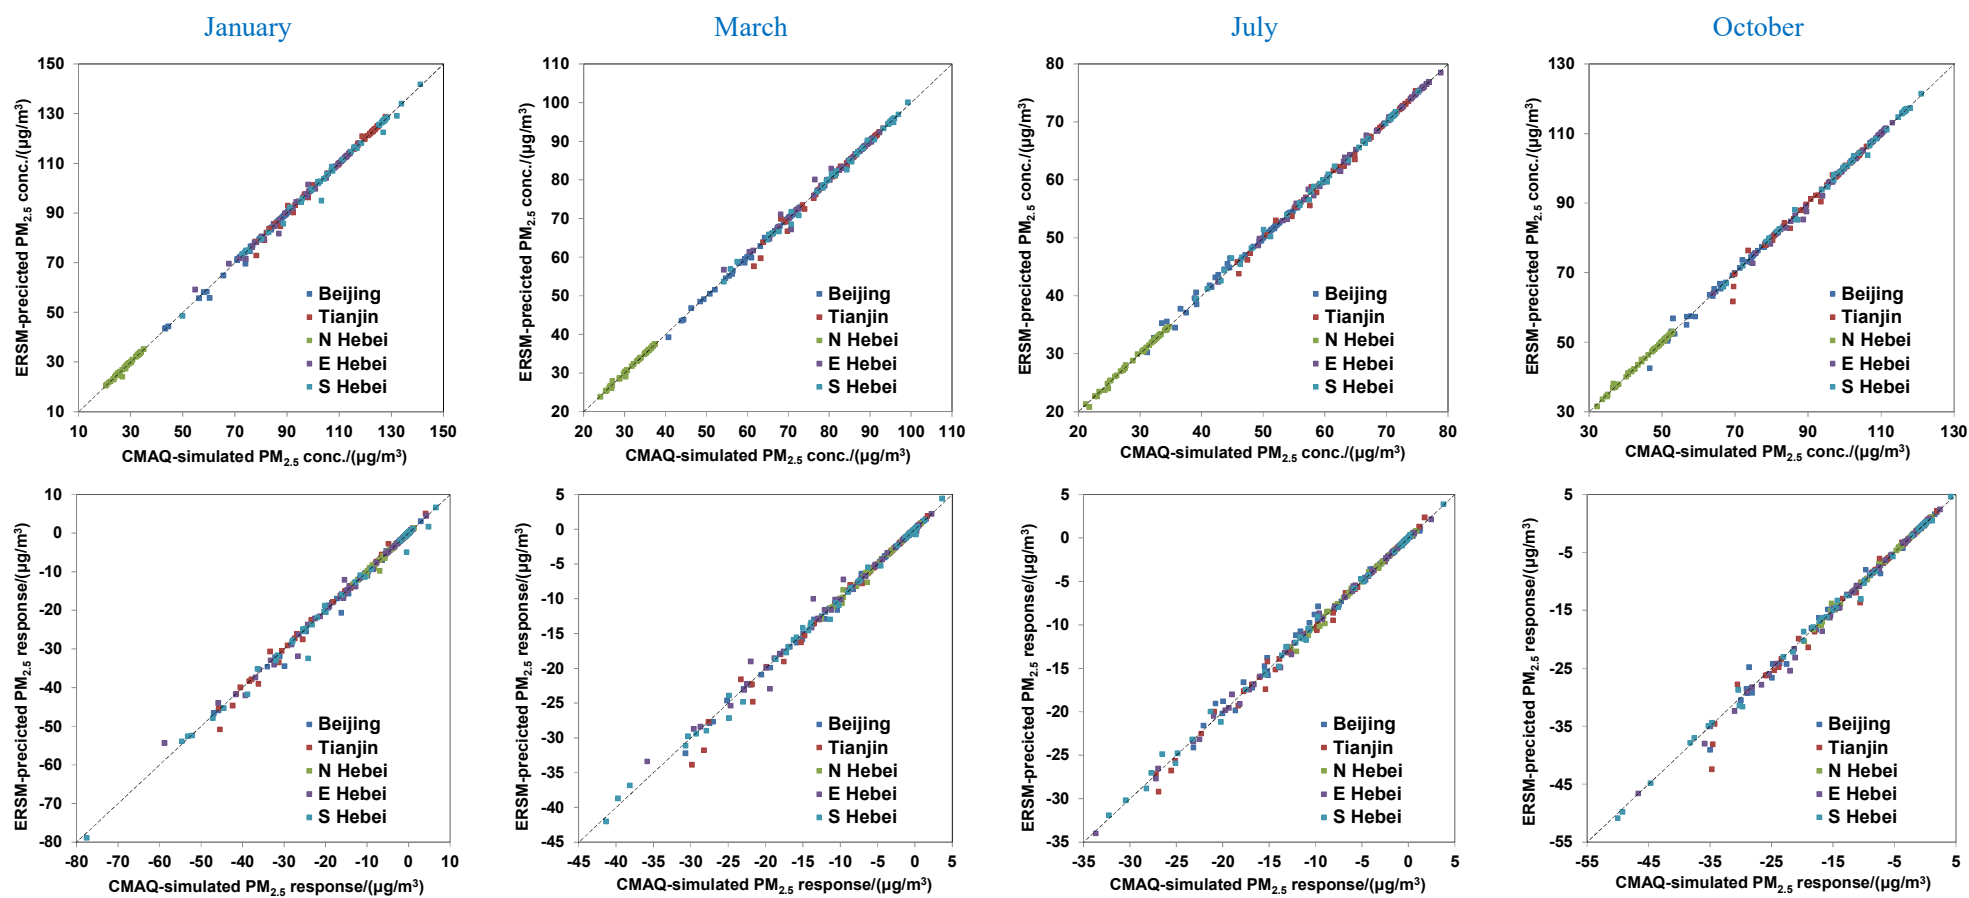 January
March
July
October
ERSM-precicted PM2.5 conc./(μg/m³)
150
130
110
90
70
50
30
10
10 30 50 70 90 110 130 150
CMAQ-simulated PM2.5 conc./(μg/m³)
Beijing
Tianjin
N Hebei
E Hebei
S Hebei
ERSM-precicted PM2.5 conc./(μg/m³)
110
100
90
80
70
60
50
40
30
20
20 30 40 50 60 70 80 90 100 110
CMAQ-simulated PM2.5 conc./(μg/m³)
Beijing
Tianjin
N Hebei
E Hebei
S Hebei
ERSM-precicted PM2.5 conc./(μg/m³)
80
70
60
50
40
30
20
20 30 40 50 60 70 80
CMAQ-simulated PM2.5 conc./(μg/m³)
Beijing
Tianjin
N Hebei
E Hebei
S Hebei
ERSM-precicted PM2.5 conc./(μg/m³)
130
110
90
70
50
30
30 50 70 90 110 130
CMAQ-simulated PM2.5 conc./(μg/m³)
Beijing
Tianjin
N Hebei
E Hebei
S Hebei
ERSM-precicted PM2.5 response/(μg/m³)
10
0
-10
-20
-30
-40
-50
-60
-70
-80
-80 -70 -60 -50 -40 -30 -20 -10 0 10
CMAQ-simulated PM2.5 response/(μg/m³)
Beijing
Tianjin
N Hebei
E Hebei
S Hebei
ERSM-precicted PM2.5 response/(μg/m³)
5
0
-5
-10
-15
-20
-25
-30
-35
-40
-45
-45 -40 -35 -30 -25 -20 -15 -10 -5 0 5
CMAQ-simulated PM2.5 response/(μg/m³)
Beijing
Tianjin
N Hebei
E Hebei
S Hebei
ERSM-precicted PM2.5 response/(μg/m³)
5
0
-5
-10
-15
-20
-25
-30
-35
-35 -30 -25 -20 -15 -10 -5 0 5
CMAQ-simulated PM2.5 response/(μg/m³)
Beijing
Tianjin
N Hebei
E Hebei
S Hebei
ERSM-precicted PM2.5 response/(μg/m³)
5
-5
-15
-25
-35
-45
-55
-55 -45 -35 -25 -15 -5 5
CMAQ-simulated PM2.5 response/(μg/m³)
Beijing
Tianjin
N Hebei
E Hebei
S Hebei